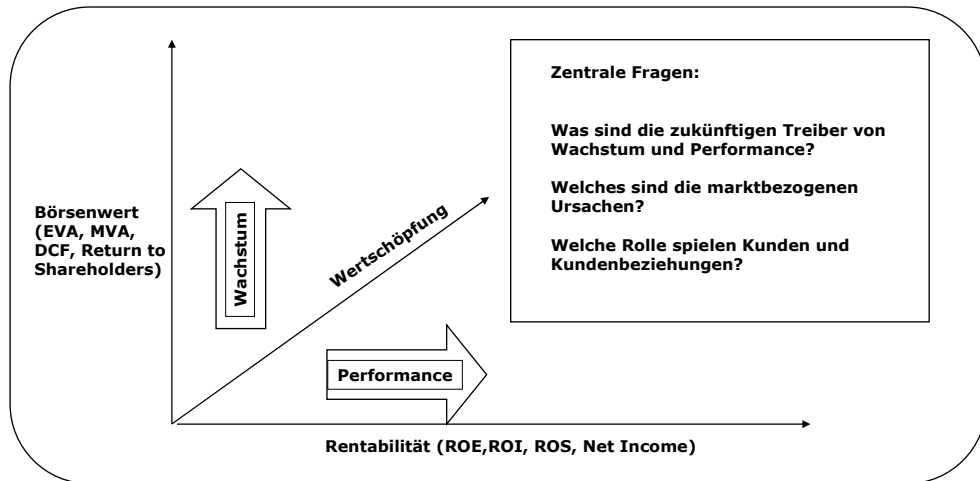 Börsenwert
(EVA, MVA,
DCF, Return to
Shareholders)
Wachstum
Wertschöpfung
Performance
Rentabilität (ROE,ROI, ROS, Net Income)
Zentrale Fragen:
Was sind die zukünftigen Treiber von
Wachstum und Performance?
Welches sind die marktbezogenen
Ursachen?
Welche Rolle spielen Kunden und
Kundenbeziehungen?